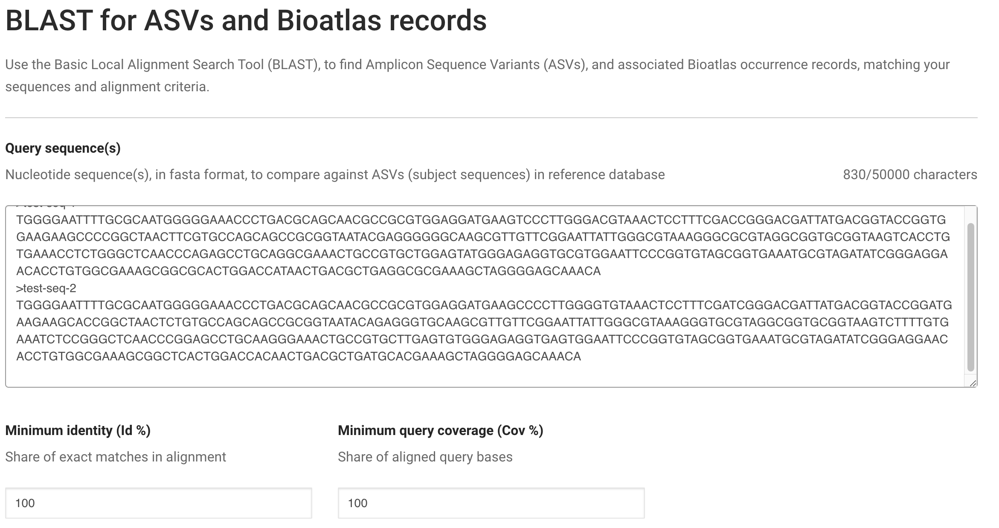 BLAST for ASVs and Bioatlas records
Use the Basic Local Alignment Search Tool (BLAST), to find Amplicon Sequence Variants (ASVs), and associated Bioatlas occurrence records, matching your
sequences and alignment criteria.
Query sequence(s)
Nucleotide sequence(s), in fasta format, to compare against ASVs (subject sequences) in reference database
830/50000 characters
TGGGGAATTTTGCGCAATGGGGGAAACCCTGACGCAGCAACGCCGCGTGGAGGATGAAGTCCCTTGGGACGTAAACTCCTTTCGACCGGGACGATTATGACGGTACCGGTG
GAAGAAGCCCCGGCTAACTTCGTGCCAGCAGCCGCGGTAATACGAGGGGGGCAAGCGTTGTTCGGAATTATTGGGCGTAAAGGGCGCGTAGGCGGTGCGGTAAGTCACCTG
TGAAACCTCTGGGCTCAACCCAGAGCCTGCAGGCGAAACTGCCGTGCTGGAGTATGGGAGAGGTGCGTGGAATTCCCGGTGTAGCGGTGAAATGCGTAGATATCGGGAGGA
ACACCTGTGGCGAAAGCGGCGCACTGGACCATAACTGACGCTGAGGCGCGAAAGCTAGGGGAGCAAACA
>test-seq-2
TGGGGAATTTTGCGCAATGGGGGAAACCCTGACGCAGCAACGCCGCGTGGAGGATGAAGCCCCTTGGGGTGTAAACTCCTTTCGATCGGGACGATTATGACGGTACCGGATG
AAGAAGCACCGGCTAACTCTGTGCCAGCAGCCGCGGTAATACAGAGGGTGCAAGCGTTGTTCGGAATTATTGGGCGTAAAGGGTGCGTAGGCGGTGCGGTAAGTCTTTTGTG
AAATCTCCGGGCTCAACCCGGAGCCTGCAAGGGAAACTGCCGTGCTTGAGTGTGGGAGAGGTGAGTGGAATTCCCGGTGTAGCGGTGAAATGCGTAGATATCGGGAGGAAC
ACCTGTGGCGAAAGCGGCTCACTGGACCACAACTGACGCTGATGCACGAAAGCTAGGGGAGCAAACA
Minimum identity (Id %)
Minimum query coverage (Cov %)
Share of exact matches in alignment
Share of aligned query bases
100
100